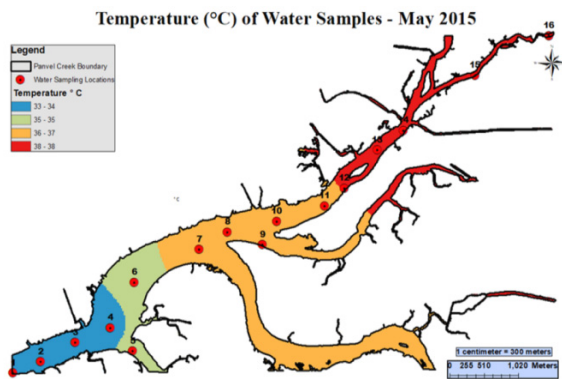 Temperature (°C) of Water Samples - May 2015
Legend
Panvel Creek Boundary
Water Sampling Locations
Temperature ° C
33 - 34
35 - 35
36 - 37
38 - 38
16
15
13
12
11
10
9
8
7
6
5
4
3
2
1
1 centimeter = 300 meters
0 255 510 1,020 Meters